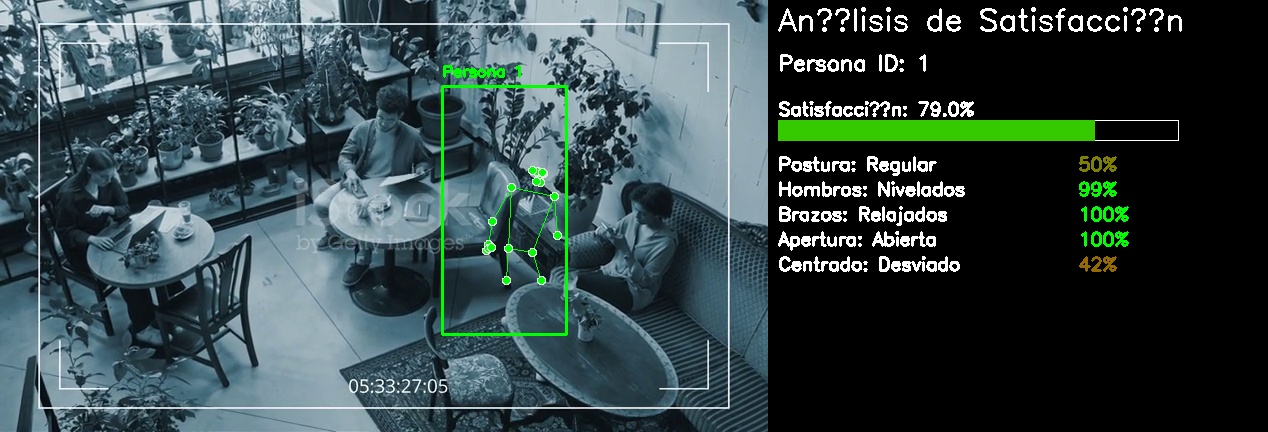 Persona 1
iStock
by Getty Images
05:33:27:05
An??lisis de Satisfacci??n
Persona ID: 1
Satisfacci??n: 79.0%
Postura: Regular 50%
Hombros: Nivelados 99%
Brazos: Relajados 100%
Apertura: Abierta 100%
Centrado: Desviado 42%